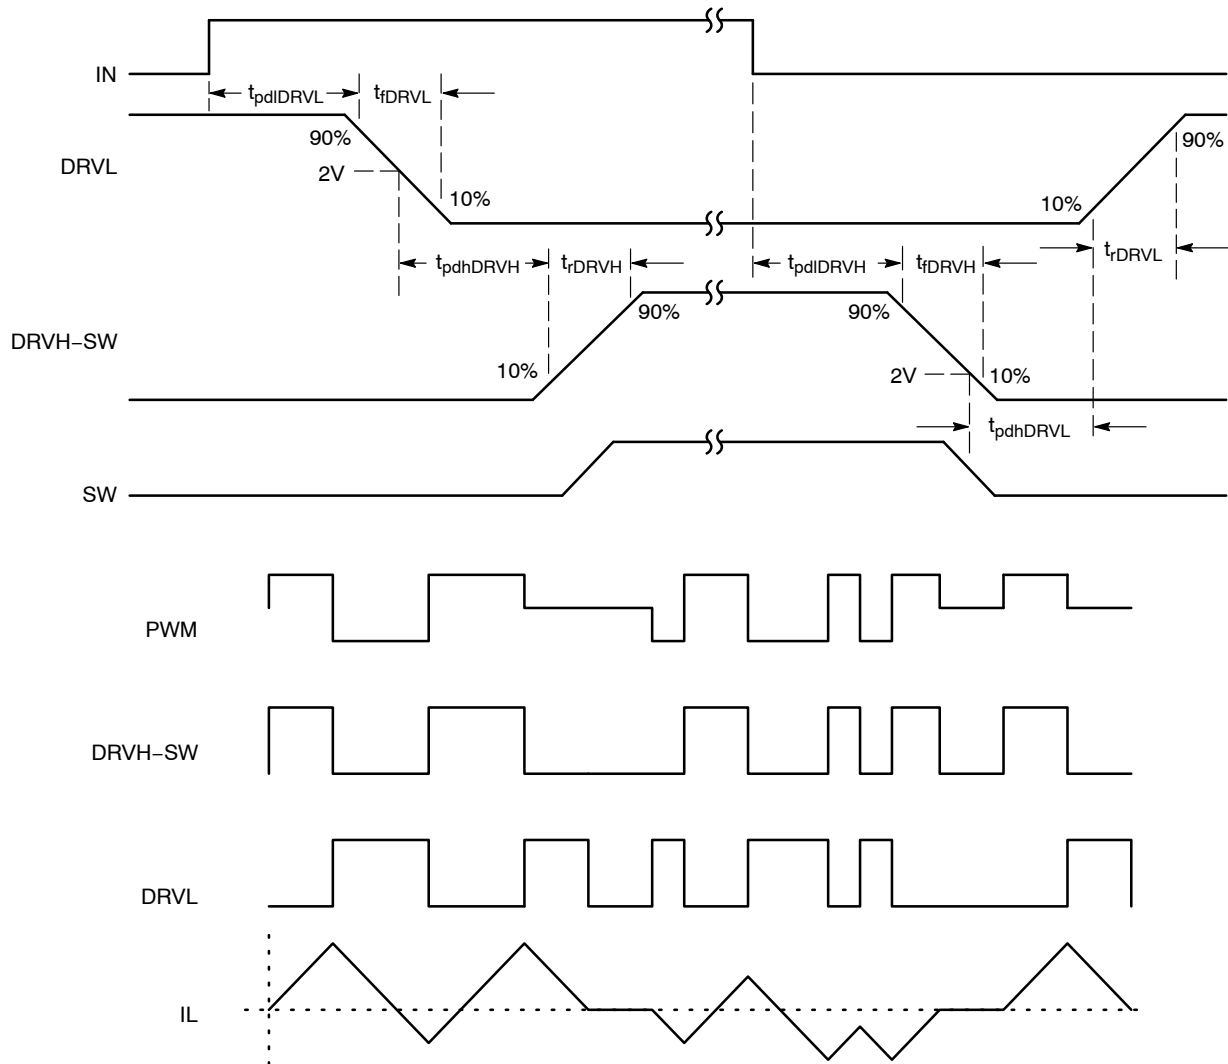 IN
tpdlDRVL
tfDRVL
DRVL
90%
2V
10%
10%
90%
tpdhDRVH
trDRVH
tpdlDRVH
tfDRVH
trDRVL
DRVH−SW
10%
90%
90%
2V
10%
tpdhDRVL
SW
PWM
DRVH−SW
DRVL
IL